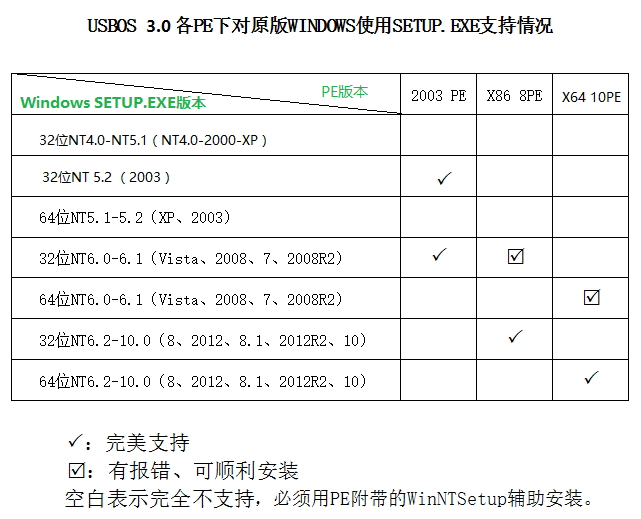 USBOS 3.0 各PE下对原版WINDOWS使用SETUP.EXE支持情况
PE版本
Windows SETUP.EXE版本
2003 PE
X86 8PE
X64 10PE
32位NT4.0-NT5.1（NT4.0-2000-XP）
32位NT 5.2 （2003） ✓
64位NT5.1-5.2（XP、2003）
32位NT6.0-6.1（Vista、2008、7、2008R2） ✓ ☑
64位NT6.0-6.1（Vista、2008、7、2008R2） ☑
32位NT6.2-10.0（8、2012、8.1、2012R2、10） ✓
64位NT6.2-10.0（8、2012、8.1、2012R2、10） ✓
✓：完美支持
☑：有报错、可顺利安装
空白表示完全不支持，必须用PE附带的WinNTSetup辅助安装。